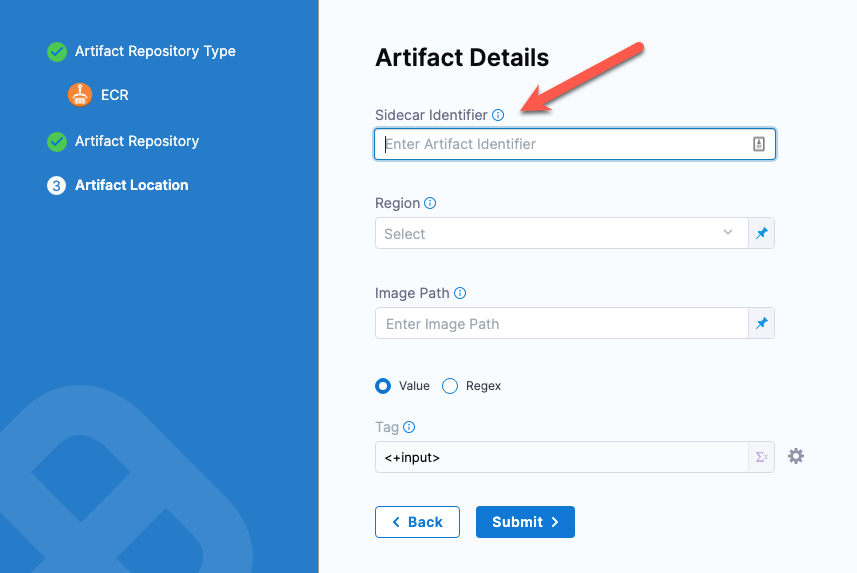 Artifact Repository Type
ECR
Artifact Repository
3 Artifact Location
Artifact Details
Sidecar Identifier
Enter Artifact Identifier
Region
Select
Image Path
Enter Image Path
Value Regex
Tag
<+input>
Back Submit